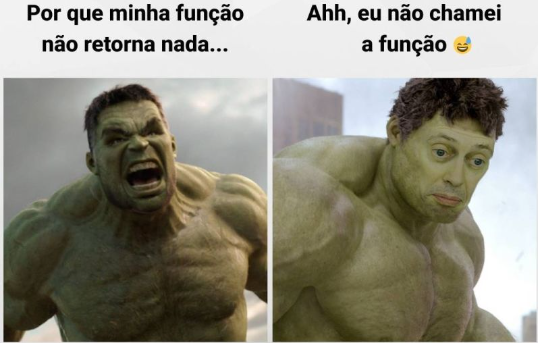 Por que minha função
não retorna nada...
Ahh, eu não chamei
a função 😅